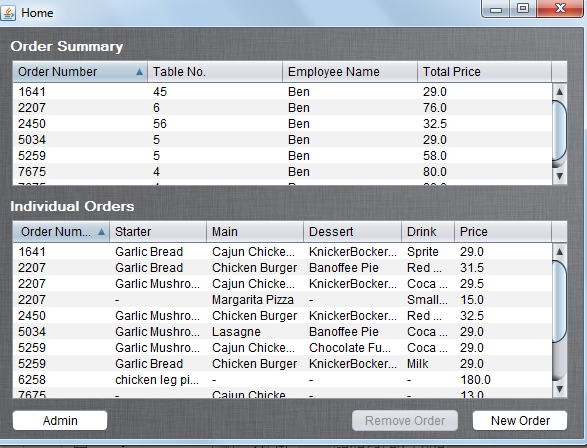 Home
Order Summary
Order Number Table No. Employee Name Total Price
1641 45 Ben 29.0
2207 6 Ben 76.0
2450 56 Ben 32.5
5034 5 Ben 29.0
5259 5 Ben 58.0
7675 4 Ben 80.0
Individual Orders
Order Num... Starter Main Dessert Drink Price
1641 Garlic Bread Cajun Chicke... KnickerBocker... Sprite 29.0
2207 Garlic Bread Chicken Burger Banoffee Pie Red ... 31.5
2207 Garlic Mushro... Cajun Chicke... KnickerBocker... Coca ... 29.5
2207 - Margarita Pizza - Small... 15.0
2450 Garlic Bread Chicken Burger KnickerBocker... Red ... 32.5
5034 Garlic Bread Lasagne Banoffee Pie Coca ... 29.0
5259 Garlic Mushro... Cajun Chicke... Chocolate Fu... Coca ... 29.0
5259 Garlic Bread Chicken Burger KnickerBocker... Milk 29.0
6258 chicken leg pi... - - - 180.0
7675 - Cajun Chicke... - - 13.0
Admin Remove Order New Order